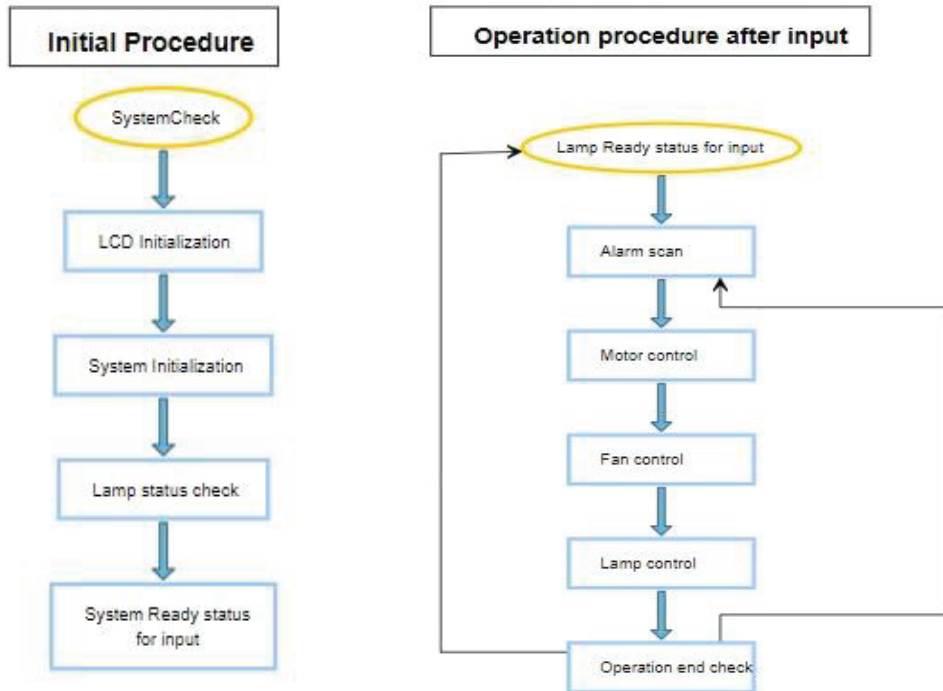 Initial Procedure
SystemCheck
LCD Initialization
System Initialization
Lamp status check
System Ready status
for input
Operation procedure after input
Lamp Ready status for input
Alarm scan
Motor control
Fan control
Lamp control
Operation end check